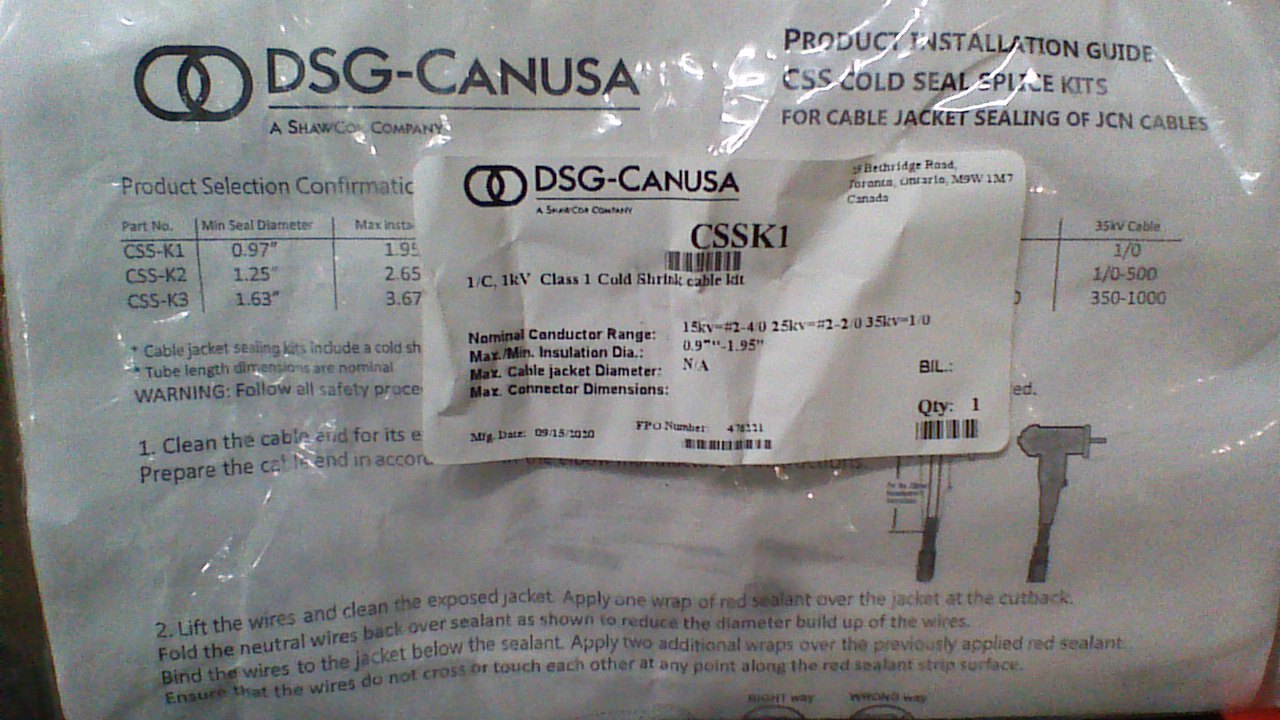 DSG-CANUSA
A SHAWCOR COMPANY
PRODUCT INSTALLATION GUIDE
CSS COLD SEAL SPLICE KITS
FOR CABLE JACKET SEALING OF JCN CABLES
Product Selection Confirmatic
Part No. Min Seal Diameter Max insta 35kV Cable
CSS-K1 0.97" 1.95 1/0
CSS-K2 1.25" 2.65 1/0-500
CSS-K3 1.63" 3.67 350-1000
* Cable jacket sealing kits include a cold sh
* Tube length dimensions are nominal
WARNING: Follow all safety proce ed.
1. Clean the cable and for its e
Prepare the cable end in accor
DSG-CANUSA
A SHAWCOR COMPANY
Bethridge Road,
Toronto, Ontario, M9W 1M7
Canada
CSSK1
1/C, 1kV Class 1 Cold Shrink cable kit
Nominal Conductor Range: 15kv=#2-4/0 25kv=#2-2/0 35kv=1/0
Max./Min. Insulation Dia.: 0.97"-1.95"
Max. Cable jacket Diameter: N/A
Max. Connector Dimensions:
BIL.:
Qty: 1
Mfg. Date: 09/15/2020 FPO Number:
2. Lift the wires and clean the exposed jacket. Apply one wrap of red sealant over the jacket at the cutback.
Fold the neutral wires back over sealant as shown to reduce the diameter build up of the wires.
Bind the wires to the jacket below the sealant. Apply two additional wraps over the previously applied red sealant.
Ensure that the wires do not cross or touch each other at any point along the red sealant strip surface.
RIGHT way WRONG way